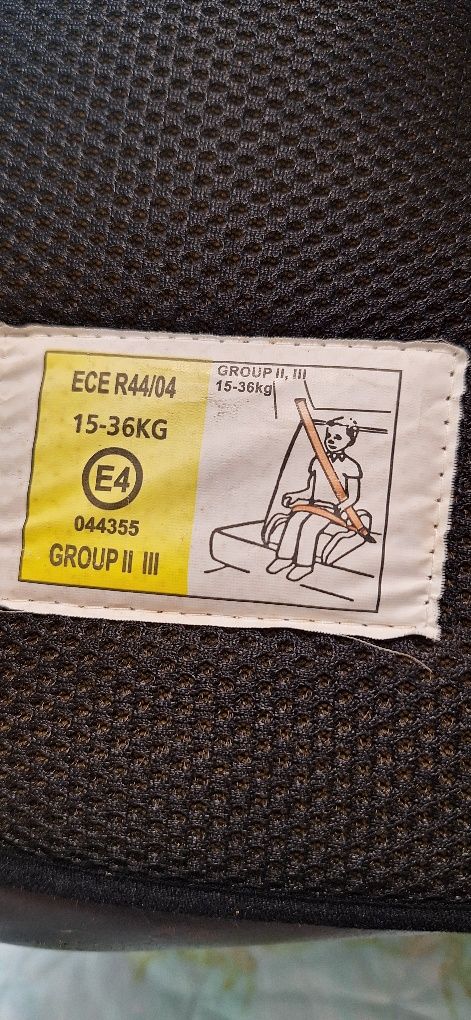 ECE R44/04
15-36KG
E4
044355
GROUP II III
GROUP II, III
15-36kg